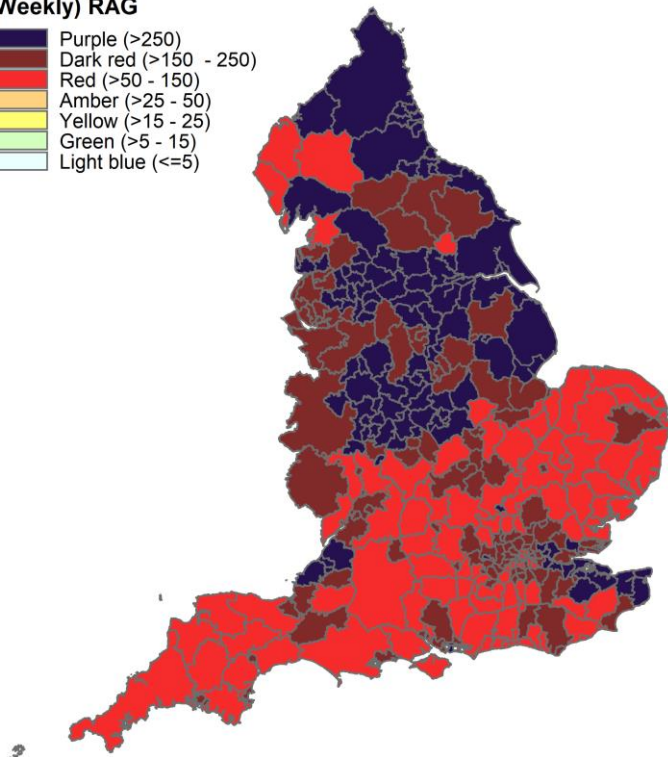 Weekly) RAG
Purple (>250)
Dark red (>150 - 250)
Red (>50 - 150)
Amber (>25 - 50)
Yellow (>15 - 25)
Green (>5 - 15)
Light blue (<=5)